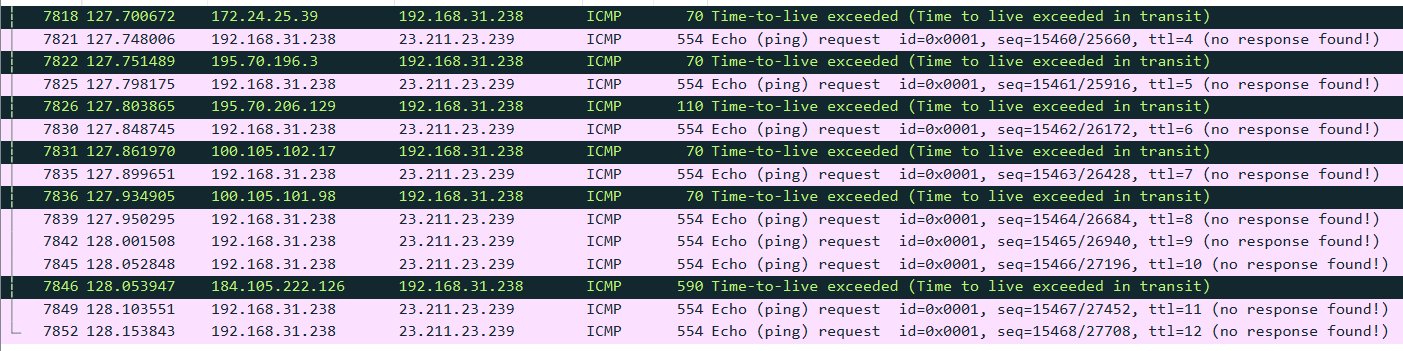 7818 127.700672 172.24.25.39 192.168.31.238 ICMP 70 Time-to-live exceeded (Time to live exceeded in transit)
7821 127.748006 192.168.31.238 23.211.23.239 ICMP 554 Echo (ping) request id=0x0001, seq=15460/25660, ttl=4 (no response found!)
7822 127.751489 195.70.196.3 192.168.31.238 ICMP 70 Time-to-live exceeded (Time to live exceeded in transit)
7825 127.798175 192.168.31.238 23.211.23.239 ICMP 554 Echo (ping) request id=0x0001, seq=15461/25916, ttl=5 (no response found!)
7826 127.803865 195.70.206.129 192.168.31.238 ICMP 110 Time-to-live exceeded (Time to live exceeded in transit)
7830 127.848745 192.168.31.238 23.211.23.239 ICMP 554 Echo (ping) request id=0x0001, seq=15462/26172, ttl=6 (no response found!)
7831 127.861970 100.105.102.17 192.168.31.238 ICMP 70 Time-to-live exceeded (Time to live exceeded in transit)
7835 127.899651 192.168.31.238 23.211.23.239 ICMP 554 Echo (ping) request id=0x0001, seq=15463/26428, ttl=7 (no response found!)
7836 127.934905 100.105.101.98 192.168.31.238 ICMP 70 Time-to-live exceeded (Time to live exceeded in transit)
7839 127.950295 192.168.31.238 23.211.23.239 ICMP 554 Echo (ping) request id=0x0001, seq=15464/26684, ttl=8 (no response found!)
7842 128.001508 192.168.31.238 23.211.23.239 ICMP 554 Echo (ping) request id=0x0001, seq=15465/26940, ttl=9 (no response found!)
7845 128.052848 192.168.31.238 23.211.23.239 ICMP 554 Echo (ping) request id=0x0001, seq=15466/27196, ttl=10 (no response found!)
7846 128.053947 184.105.222.126 192.168.31.238 ICMP 590 Time-to-live exceeded (Time to live exceeded in transit)
7849 128.103551 192.168.31.238 23.211.23.239 ICMP 554 Echo (ping) request id=0x0001, seq=15467/27452, ttl=11 (no response found!)
7852 128.153843 192.168.31.238 23.211.23.239 ICMP 554 Echo (ping) request id=0x0001, seq=15468/27708, ttl=12 (no response found!)